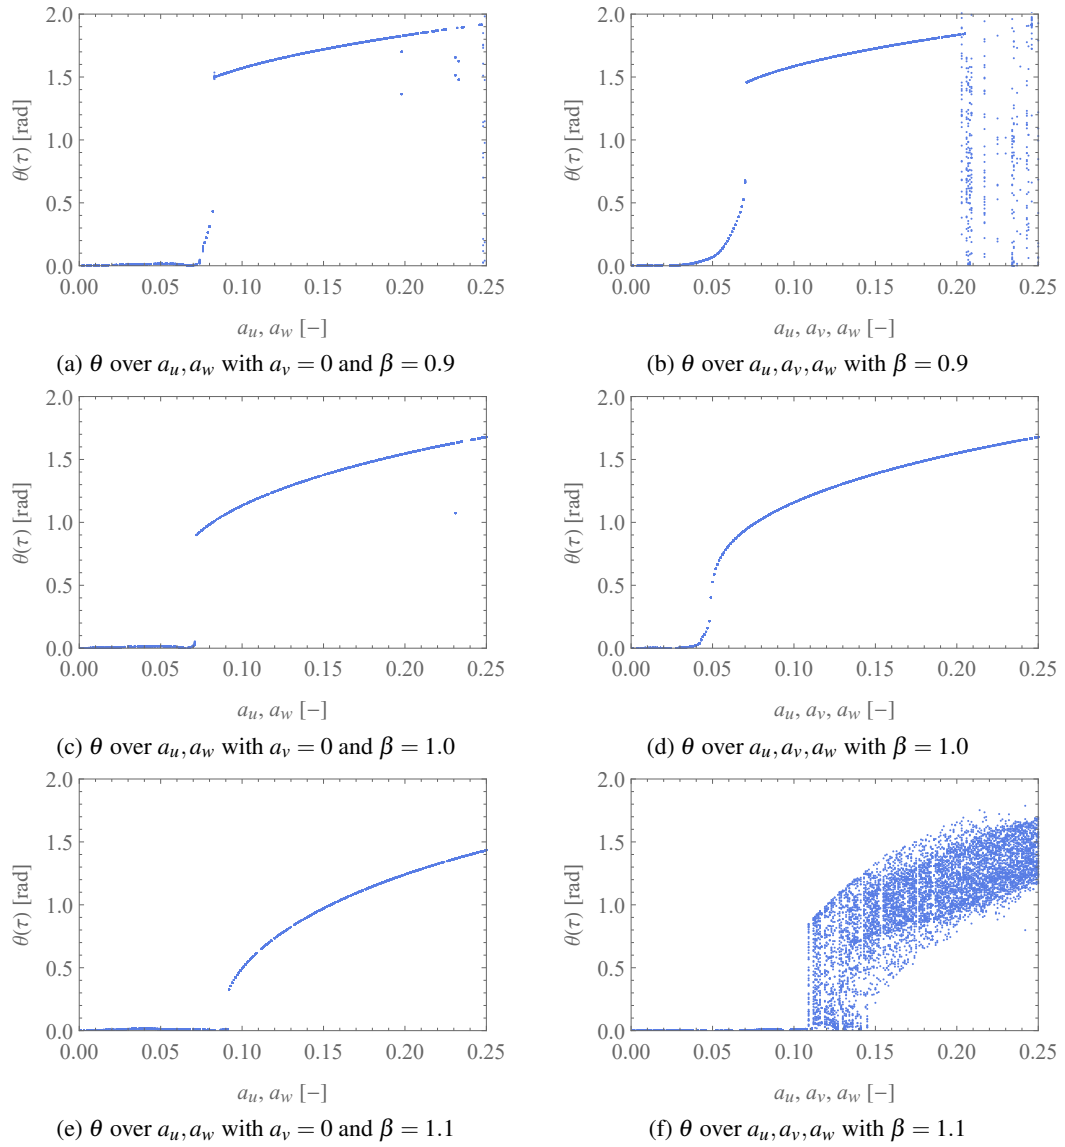 2.0
1.5
1.0
0.5
0.0
θ(τ) [rad]
0.00 0.05 0.10 0.15 0.20 0.25
a_u, a_w [−]
(a) θ over a_u, a_w with a_v = 0 and β = 0.9
2.0
1.5
1.0
0.5
0.0
θ(τ) [rad]
0.00 0.05 0.10 0.15 0.20 0.25
a_u, a_v, a_w [−]
(b) θ over a_u, a_v, a_w with β = 0.9
2.0
1.5
1.0
0.5
0.0
θ(τ) [rad]
0.00 0.05 0.10 0.15 0.20 0.25
a_u, a_w [−]
(c) θ over a_u, a_w with a_v = 0 and β = 1.0
2.0
1.5
1.0
0.5
0.0
θ(τ) [rad]
0.00 0.05 0.10 0.15 0.20 0.25
a_u, a_v, a_w [−]
(d) θ over a_u, a_v, a_w with β = 1.0
2.0
1.5
1.0
0.5
0.0
θ(τ) [rad]
0.00 0.05 0.10 0.15 0.20 0.25
a_u, a_w [−]
(e) θ over a_u, a_w with a_v = 0 and β = 1.1
2.0
1.5
1.0
0.5
0.0
θ(τ) [rad]
0.00 0.05 0.10 0.15 0.20 0.25
a_u, a_v, a_w [−]
(f) θ over a_u, a_v, a_w with β = 1.1